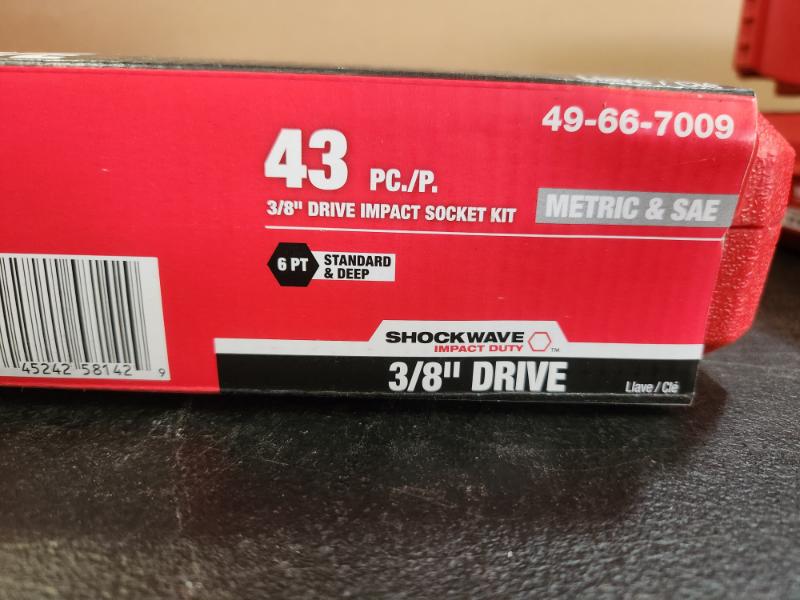 49-66-7009
43 PC./P.
3/8" DRIVE IMPACT SOCKET KIT
METRIC & SAE
6 PT
STANDARD
& DEEP
45242 58142 9
SHOCKWAVE
IMPACT DUTY™
3/8" DRIVE
Llave / Clé